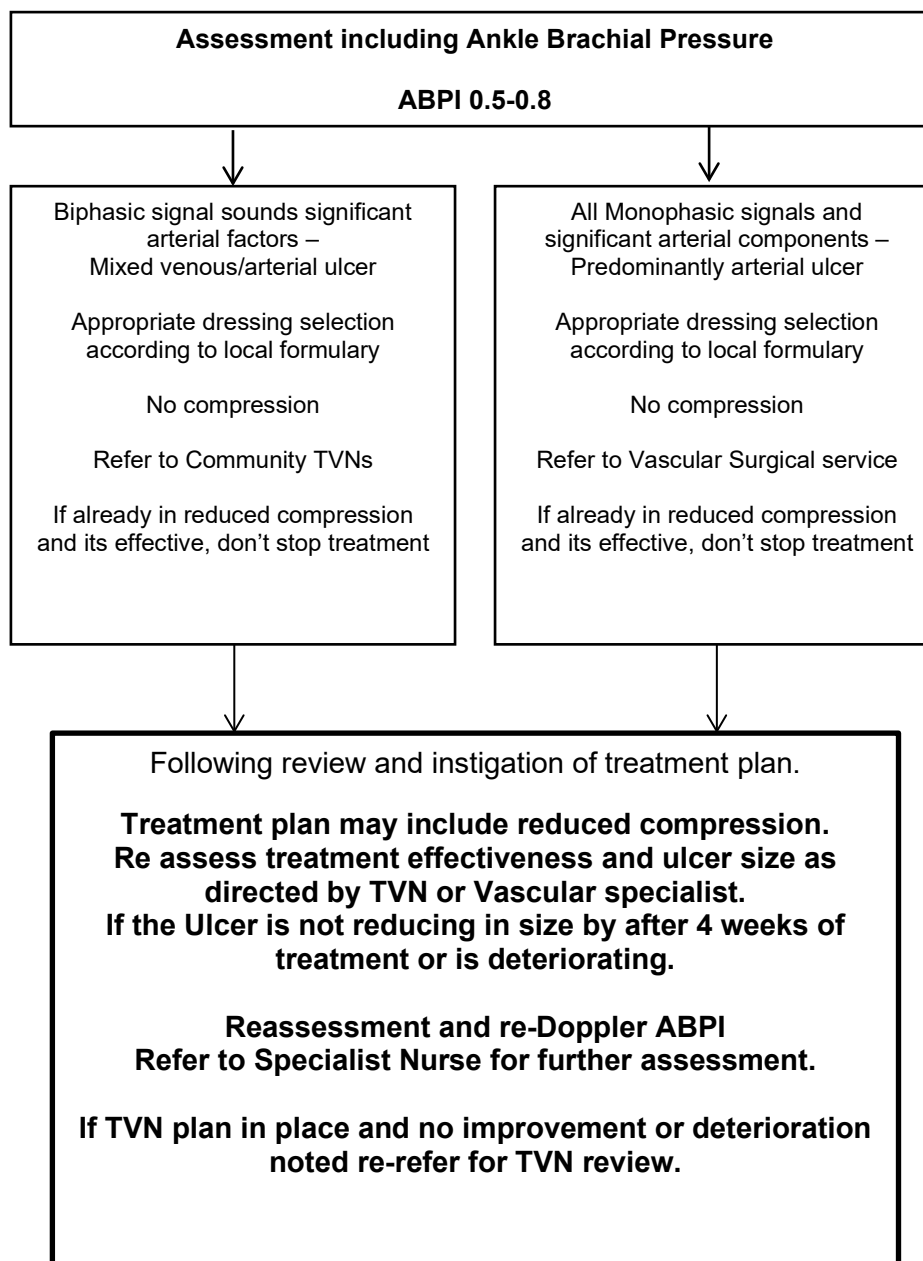 Assessment including Ankle Brachial Pressure
ABPI 0.5-0.8
Biphasic signal sounds significant
arterial factors –
Mixed venous/arterial ulcer
Appropriate dressing selection
according to local formulary
No compression
Refer to Community TVNs
If already in reduced compression
and its effective, don’t stop treatment
All Monophasic signals and
significant arterial components –
Predominantly arterial ulcer
Appropriate dressing selection
according to local formulary
No compression
Refer to Vascular Surgical service
If already in reduced compression
and its effective, don’t stop treatment
Following review and instigation of treatment plan.
Treatment plan may include reduced compression.
Re assess treatment effectiveness and ulcer size as
directed by TVN or Vascular specialist.
If the Ulcer is not reducing in size by after 4 weeks of
treatment or is deteriorating.
Reassessment and re-Doppler ABPI
Refer to Specialist Nurse for further assessment.
If TVN plan in place and no improvement or deterioration
noted re-refer for TVN review.